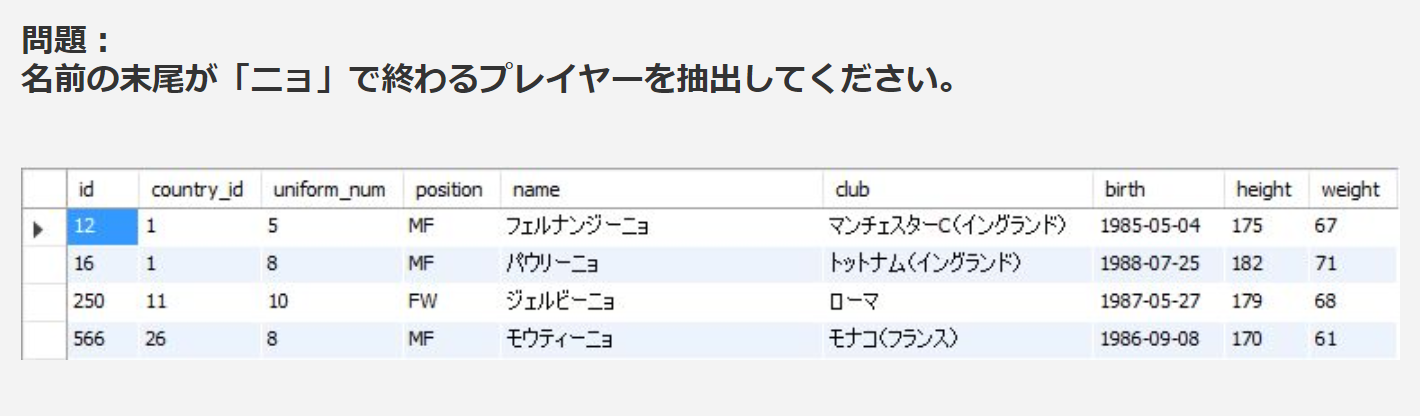 問題：
名前の末尾が「ニョ」で終わるプレイヤーを抽出してください。
id country_id uniform_num position name club birth height weight
12 1 5 MF フェルナンジーニョ マンチェスターC(イングランド) 1985-05-04 175 67
16 1 8 MF パウリーニョ トットナム(イングランド) 1988-07-25 182 71
250 11 10 FW ジェルビーニョ ローマ 1987-05-27 179 68
566 26 8 MF モウティーニョ モナコ(フランス) 1986-09-08 170 61